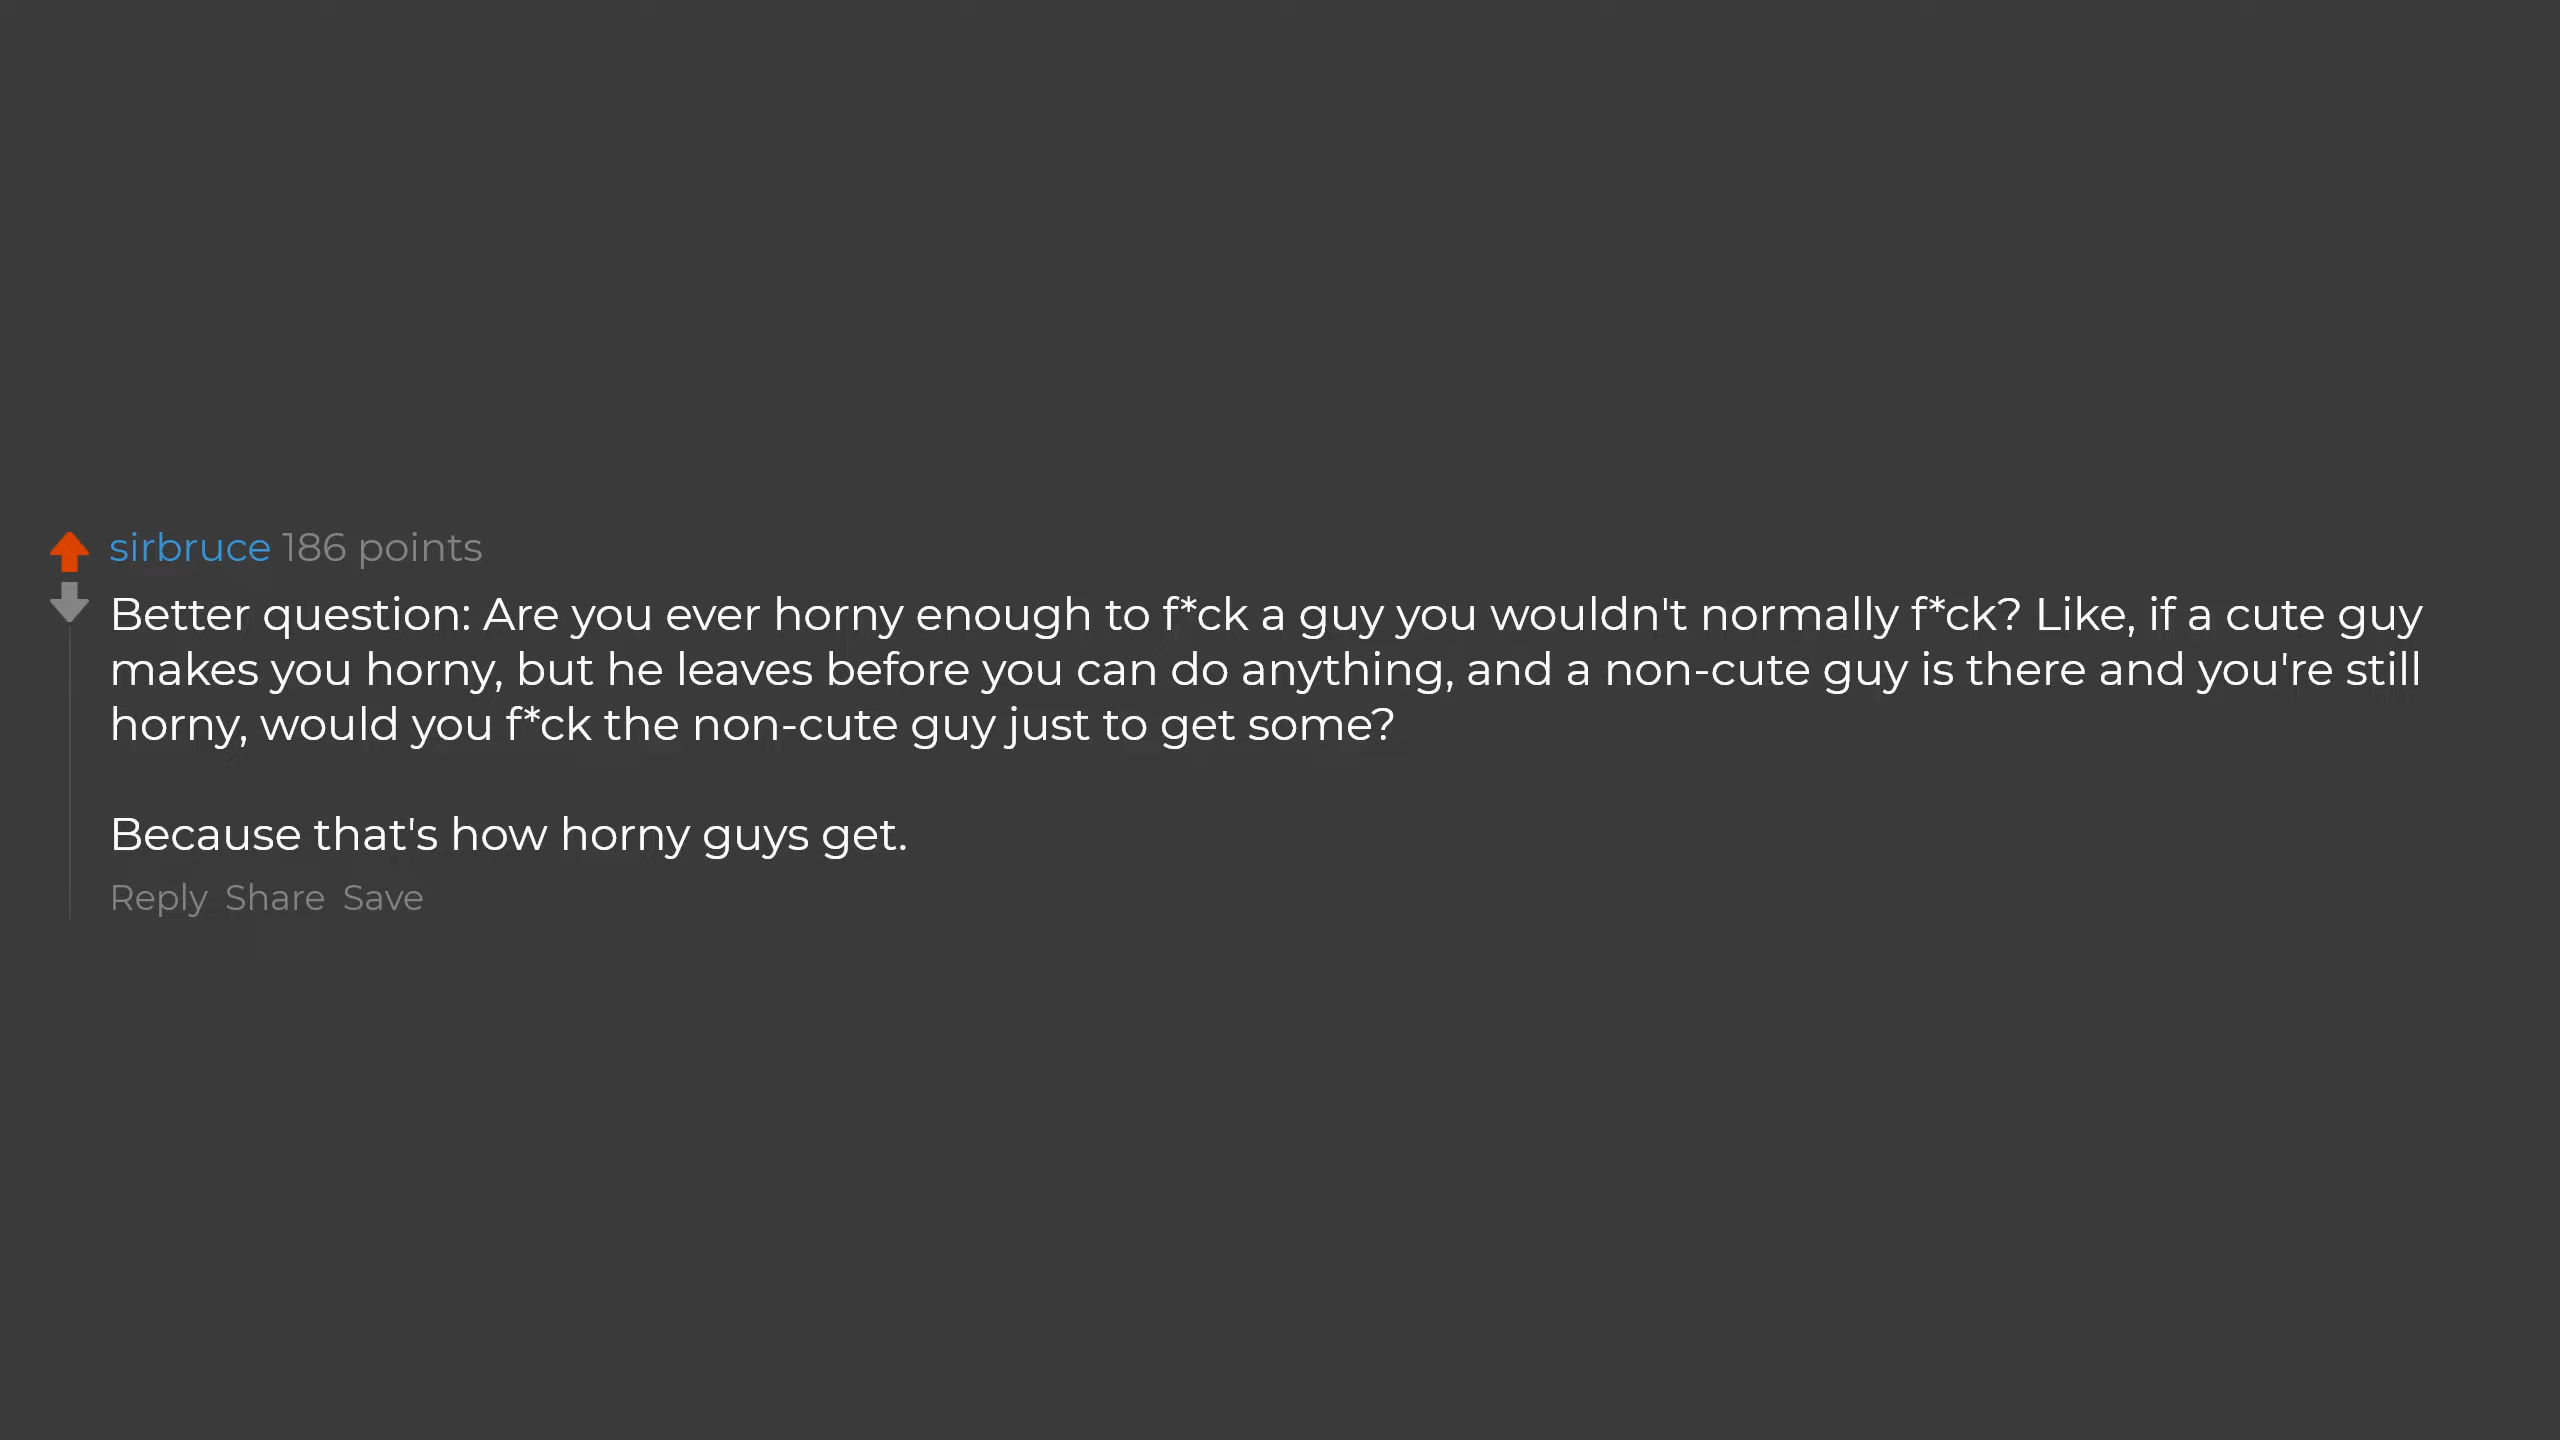 sirbruce 186 points
Better question: Are you ever horny enough to f*ck a guy you wouldn't normally f*ck? Like, if a cute guy
makes you horny, but he leaves before you can do anything, and a non-cute guy is there and you're still
horny, would you f*ck the non-cute guy just to get some?
Because that's how horny guys get.
Reply Share Save